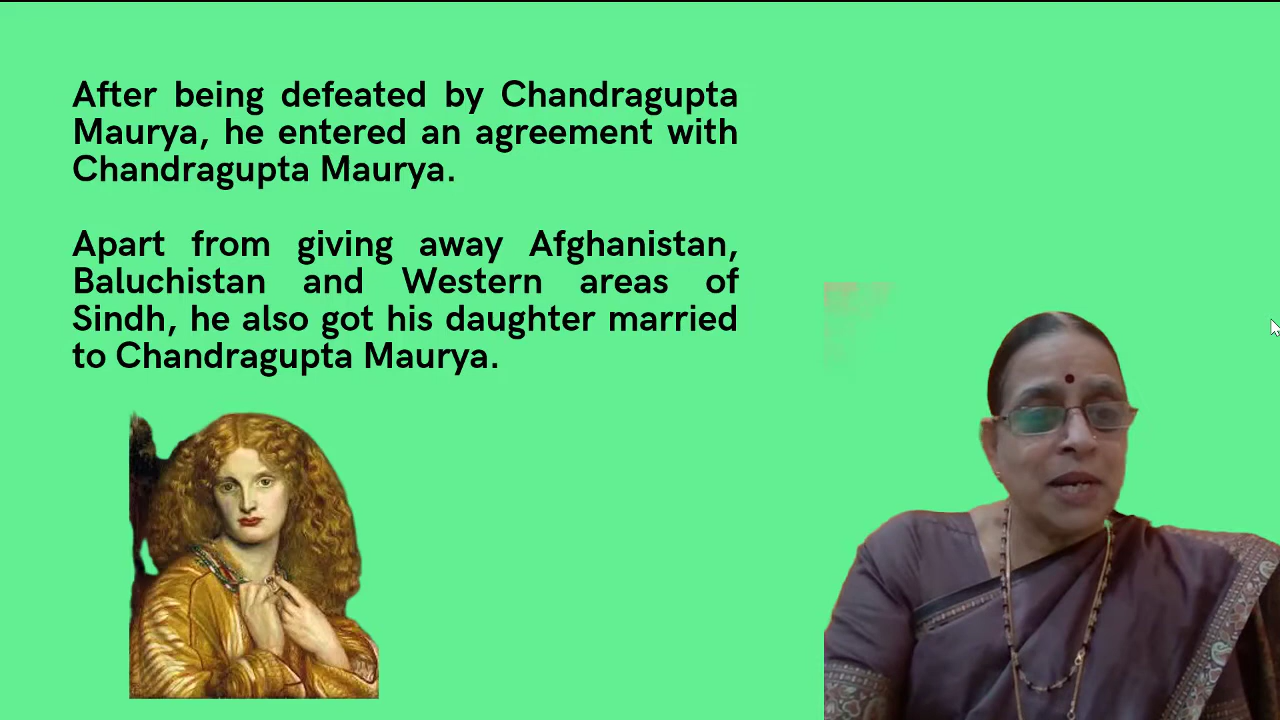 After being defeated by Chandragupta
Maurya, he entered an agreement with
Chandragupta Maurya.
Apart from giving away Afghanistan,
Baluchistan and Western areas of
Sindh, he also got his daughter married
to Chandragupta Maurya.